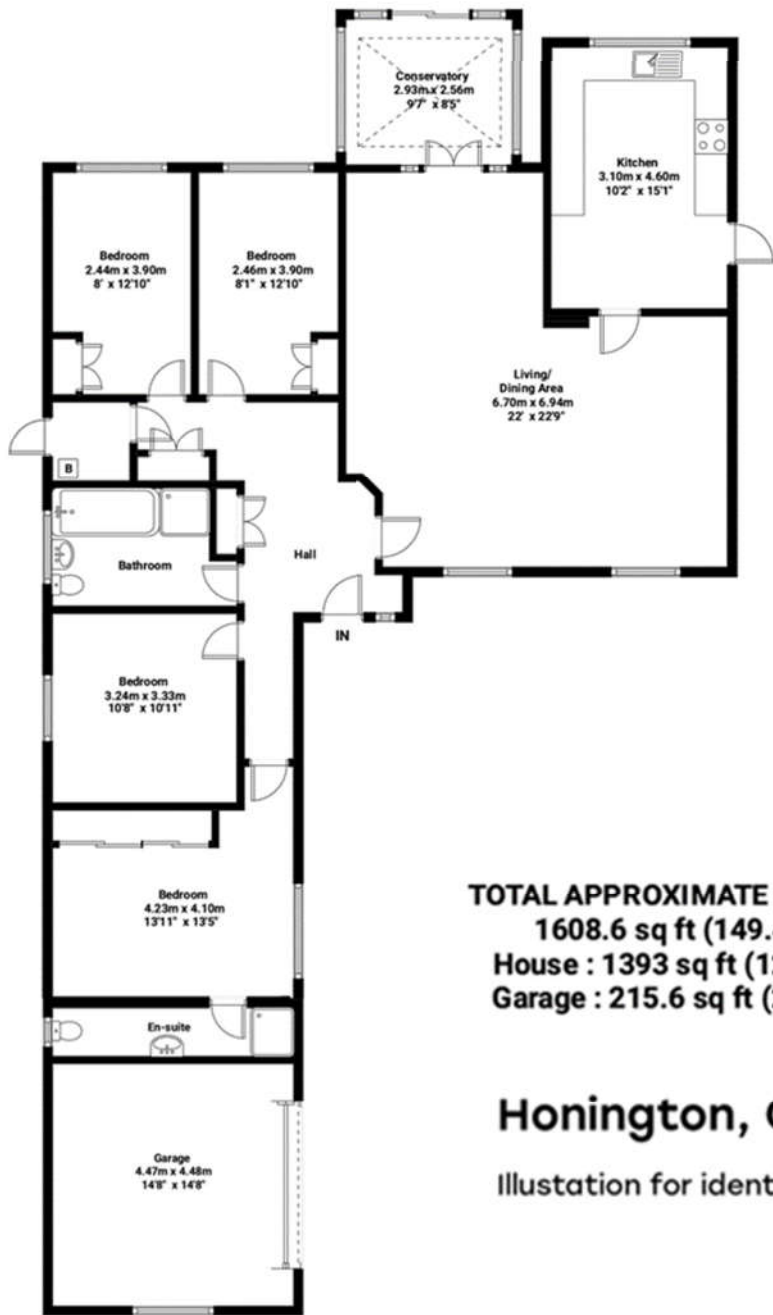 Conservatory
2.93m x 2.56m
9'7" x 8'5"
Kitchen
3.10m x 4.60m
10'2" x 15'1"
Bedroom
2.44m x 3.90m
8' x 12'10"
Bedroom
2.46m x 3.90m
8'1" x 12'10"
Living/
Dining Area
6.70m x 6.94m
22' x 22'9"
B
Bathroom
Hall
IN
Bedroom
3.24m x 3.33m
10'8" x 10'11"
Bedroom
4.23m x 4.10m
13'11" x 13'5"
En-suite
Garage
4.47m x 4.48m
14'8" x 14'8"
TOTAL APPROXIMATE
1608.6 sq ft (149.
House : 1393 sq ft (12
Garage : 215.6 sq ft (
Honington,
Illustation for ident